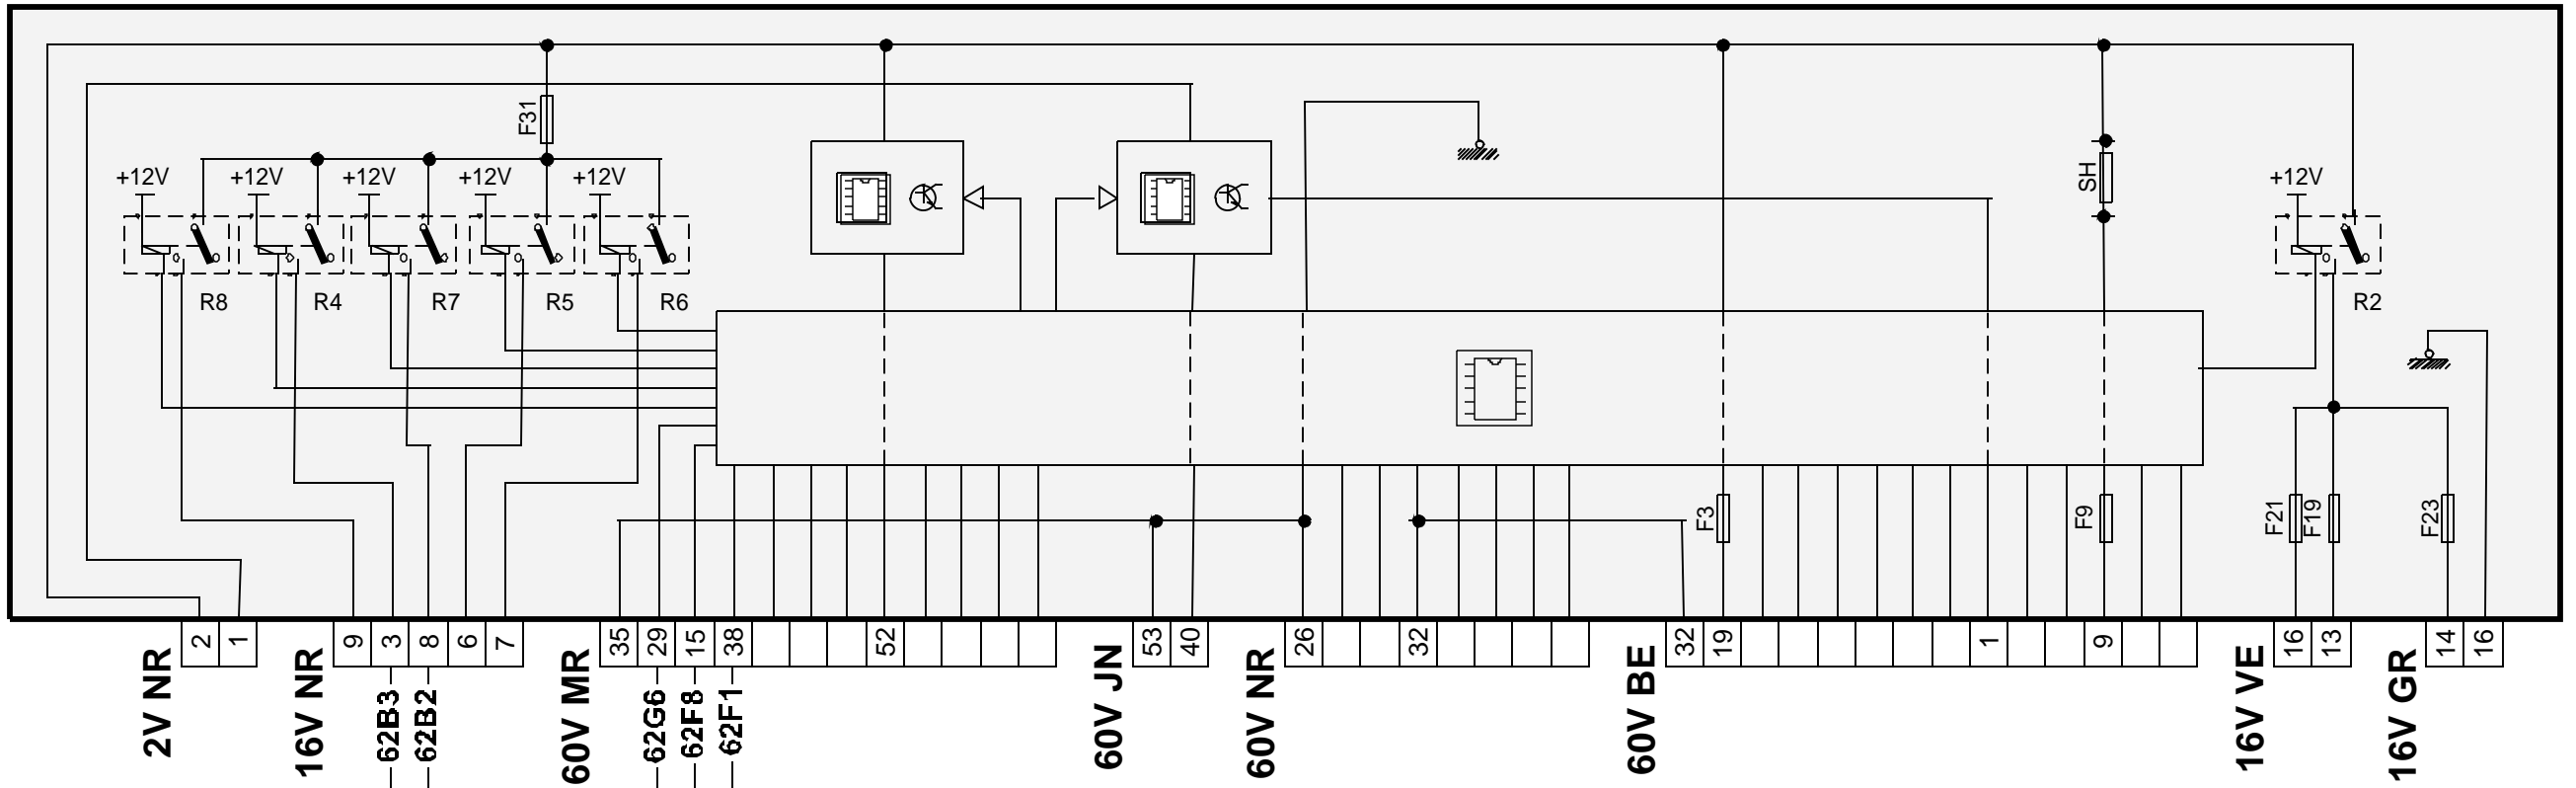 F31
+12V +12V +12V +12V +12V
SH
+12V
R8 R4 R7 R5 R6
R2
F3
F9
F21
F19
F23
2 1
9 3 8 6 7
35 29 15 38 52
53 40
26 32
32 19 1 9
16 13
14 16
2V NR
16V NR
62B3
62B2
60V MR
62G6
62F8
62F1
60V JN
60V NR
60V BE
16V VE
16V GR